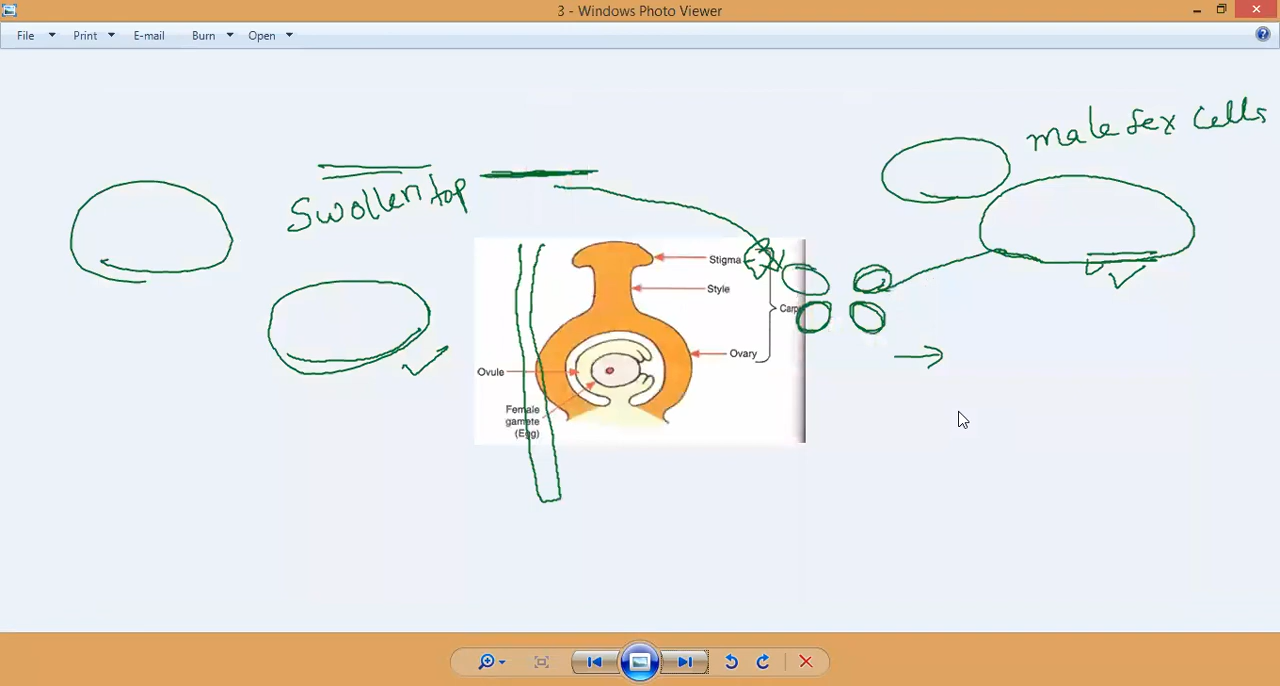 3 - Windows Photo Viewer
File Print E-mail Burn Open
male sex cells
Swollen top
Stigma
Style
Carp
Ovary
Ovule
Female
gamete
(Egg)